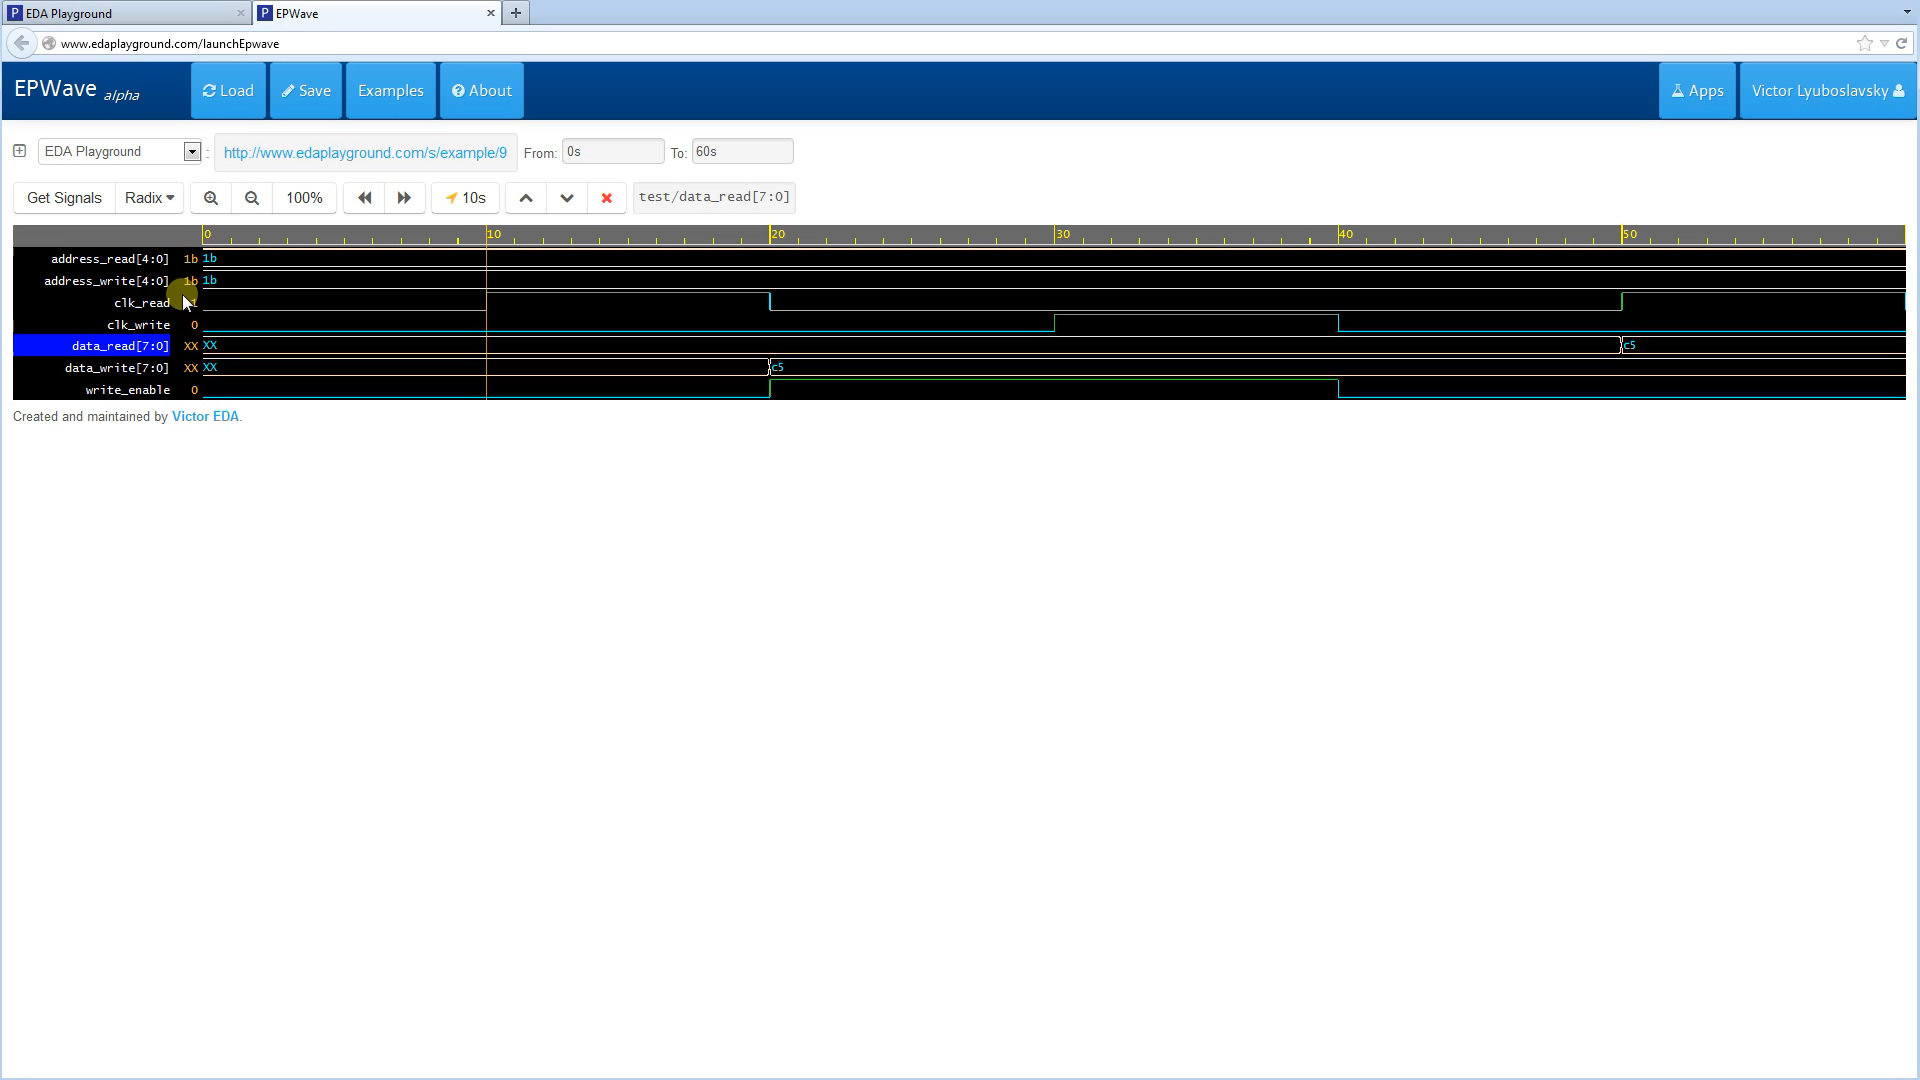 EDA Playground EPWave
www.edaplayground.com/launchEpwave
EPWave alpha Load Save Examples About Apps Victor Lyuboslavsky
EDA Playground : http://www.edaplayground.com/s/example/9 From: 0s To: 60s
Get Signals Radix 100% 10s test/data_read[7:0]
0 10 20 30 40 50
address_read[4:0] 1b 1b
address_write[4:0] 1b 1b
clk_read 1
clk_write 0
data_read[7:0] XX XX c5
data_write[7:0] XX XX c5
write_enable 0
Created and maintained by Victor EDA.